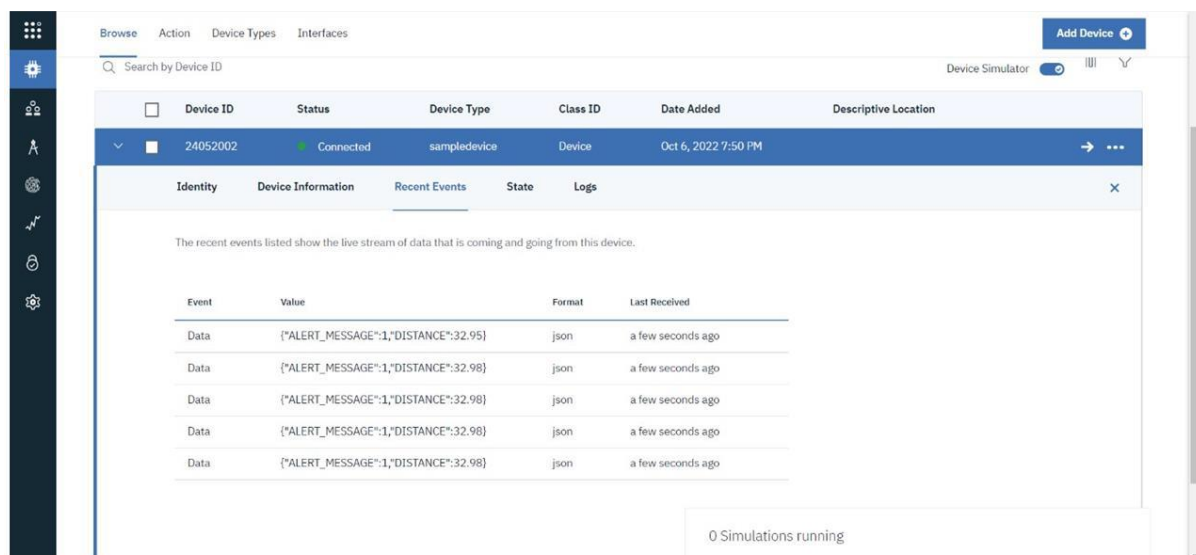 Browse Action Device Types Interfaces Add Device
Search by Device ID Device Simulator
Device ID Status Device Type Class ID Date Added Descriptive Location
24052002 Connected sampledevice Device Oct 6, 2022 7:50 PM
Identity Device Information Recent Events State Logs
The recent events listed show the live stream of data that is coming and going from this device.
Event Value Format Last Received
Data {"ALERT_MESSAGE":1,"DISTANCE":32.95} json a few seconds ago
Data {"ALERT_MESSAGE":1,"DISTANCE":32.98} json a few seconds ago
Data {"ALERT_MESSAGE":1,"DISTANCE":32.98} json a few seconds ago
Data {"ALERT_MESSAGE":1,"DISTANCE":32.98} json a few seconds ago
Data {"ALERT_MESSAGE":1,"DISTANCE":32.98} json a few seconds ago
0 Simulations running